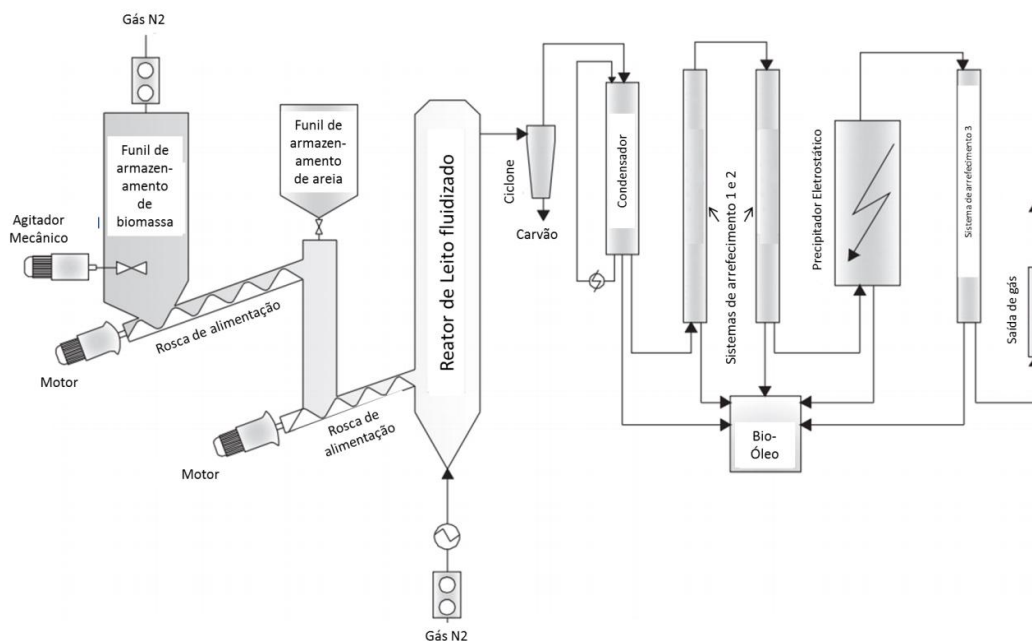 Gás N2
Funil de
armazen-
amento
de
biomassa
Agitador
Mecânico
Motor
Rosca de alimentação
Funil de
armazen-
amento
de areia
Motor
Rosca de
alimentação
Reator de Leito fluidizado
Gás N2
Ciclone
Carvão
Condensador
Sistemas de arrefecimento 1 e 2
Bio-
Óleo
Precipitador Eletrostático
Sistema de arrefecimento 3
Saída de gás